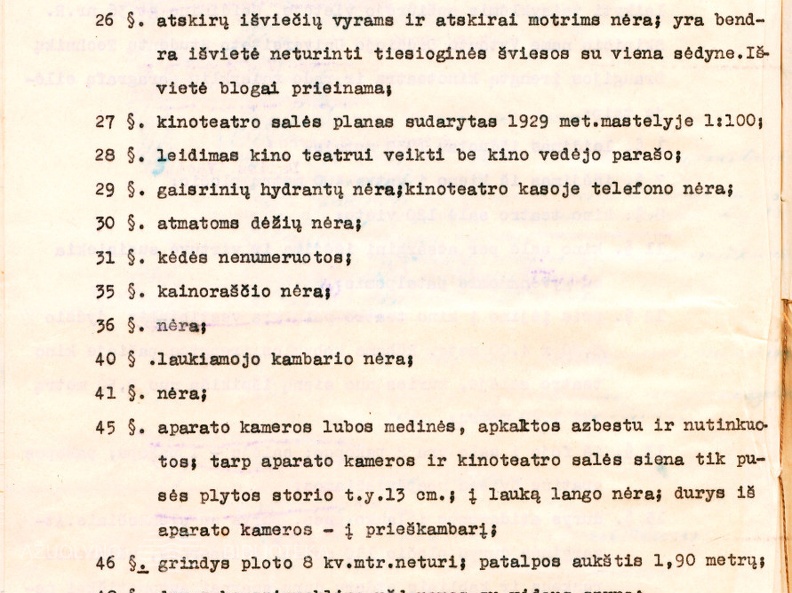 26 §. atskirų išviečių vyrams ir atskirai motrims nėra; yra bend-
ra išvietė neturinti tiesioginės šviesos su viena sėdyne.Iš-
vietė blogai prieinama;
27 §. kinoteatro salės planas sudarytas 1929 met.mastelyje 1:100;
28 §. leidimas kino teatrui veikti be kino vedėjo parašo;
29 §. gaisrinių hydrantų nėra;kinoteatro kasoje telefono nėra;
30 §. atmatoms dėžių nėra;
31 §. kėdės nenumeruotos;
35 §. kainoraščio nėra;
36 §. nėra;
40 § .laukiamojo kambario nėra;
41 §. nėra;
45 §. aparato kameros lubos medinės, apkaltos azbestu ir nutinkuo-
tos; tarp aparato kameros ir kinoteatro salės siena tik pu-
sės plytos storio t.y.13 cm.; į lauką lango nėra; durys iš
aparato kameros - į prieškambarį;
46 §. grindys ploto 8 kv.mtr.neturi; patalpos aukštis 1,90 metrų;